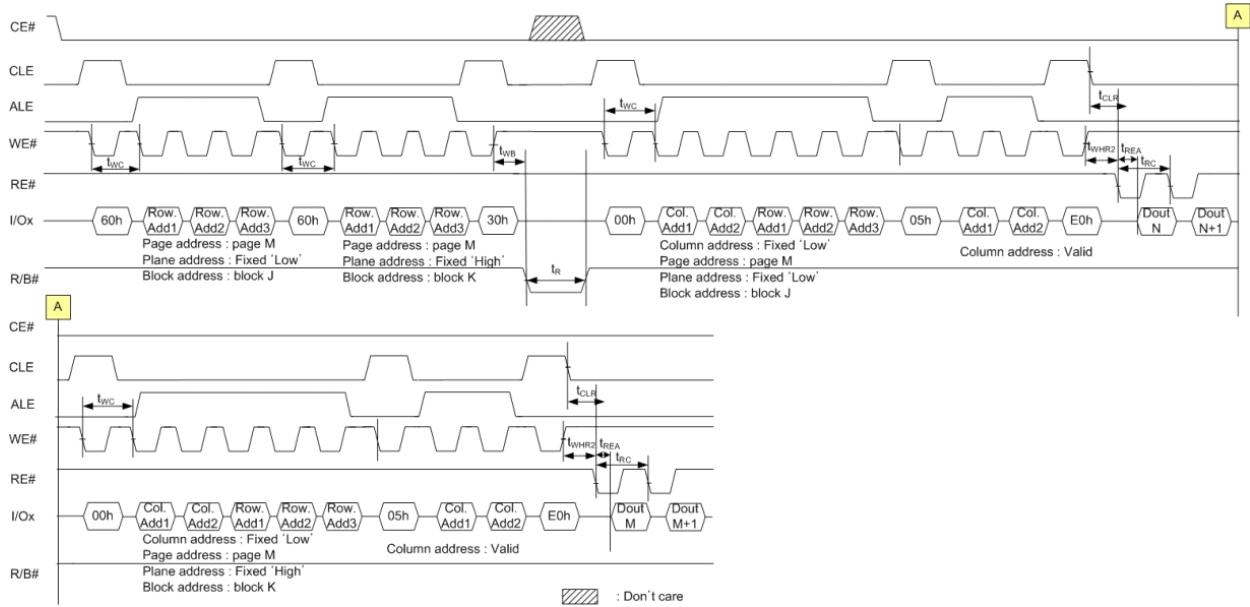 A
CE#
CLE
ALE
tCLR
tWC
WE#
tWC tWC tWB tWHR2 tREA tRC
RE#
I/Ox 60h Row. Add1 Row. Add2 Row. Add3 60h Row. Add1 Row. Add2 Row. Add3 30h 00h Col. Add1 Col. Add2 Row. Add1 Row. Add2 Row. Add3 05h Col. Add1 Col. Add2 E0h Dout N Dout N+1
Page address : page M
Plane address : Fixed 'Low'
Block address : block J
Page address : page M
Plane address : Fixed 'High'
Block address : block K
Column address : Fixed 'Low'
Page address : page M
Plane address : Fixed 'Low'
Block address : block J
Column address : Valid
R/B# tR
A
CE#
CLE
ALE
tWC tCLR
WE#
tWHR2 tREA tRC
RE#
I/Ox 00h Col. Add1 Col. Add2 Row. Add1 Row. Add2 Row. Add3 05h Col. Add1 Col. Add2 E0h Dout M Dout M+1
Column address : Fixed 'Low'
Page address : page M
Plane address : Fixed 'High'
Block address : block K
Column address : Valid
R/B#
: Don't care